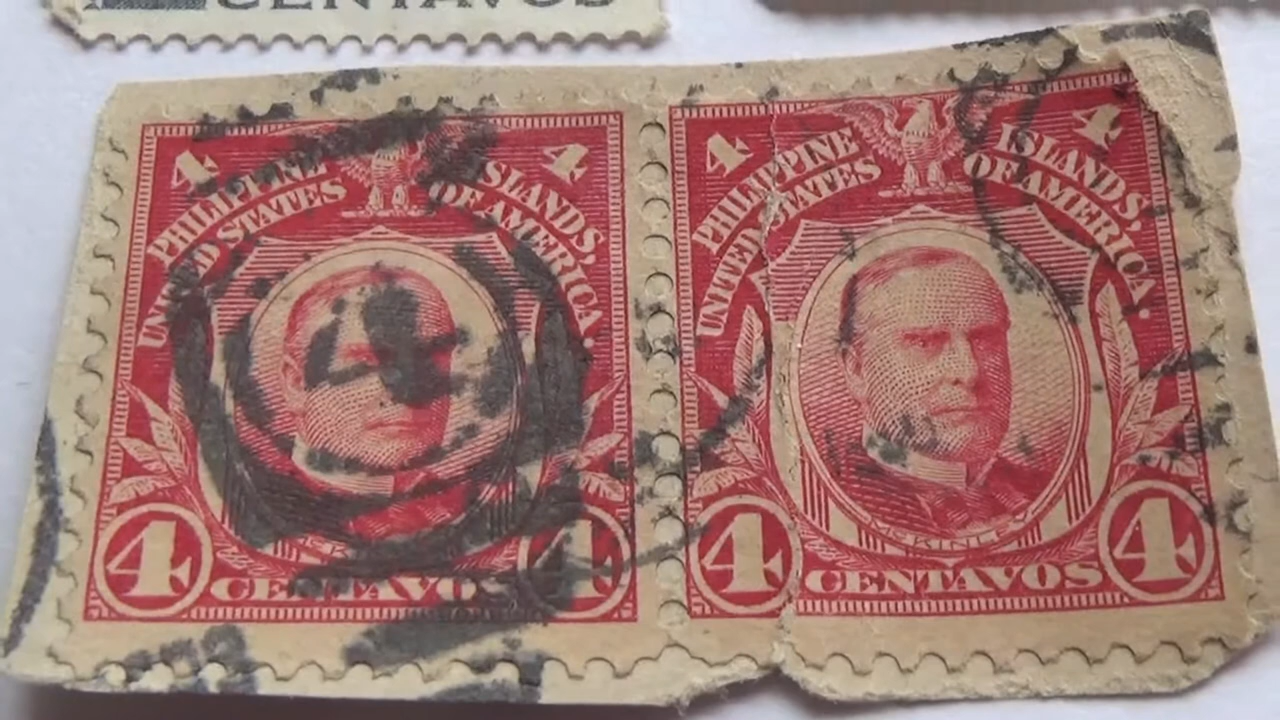 CENTAVOS
4 4
PHILIPPINE ISLANDS,
STATES OF AMERICA.
4 CENTAVOS 4
4 4
PHILIPPINE ISLANDS,
UNITED STATES OF AMERICA.
McKINLEY
4 CENTAVOS 4